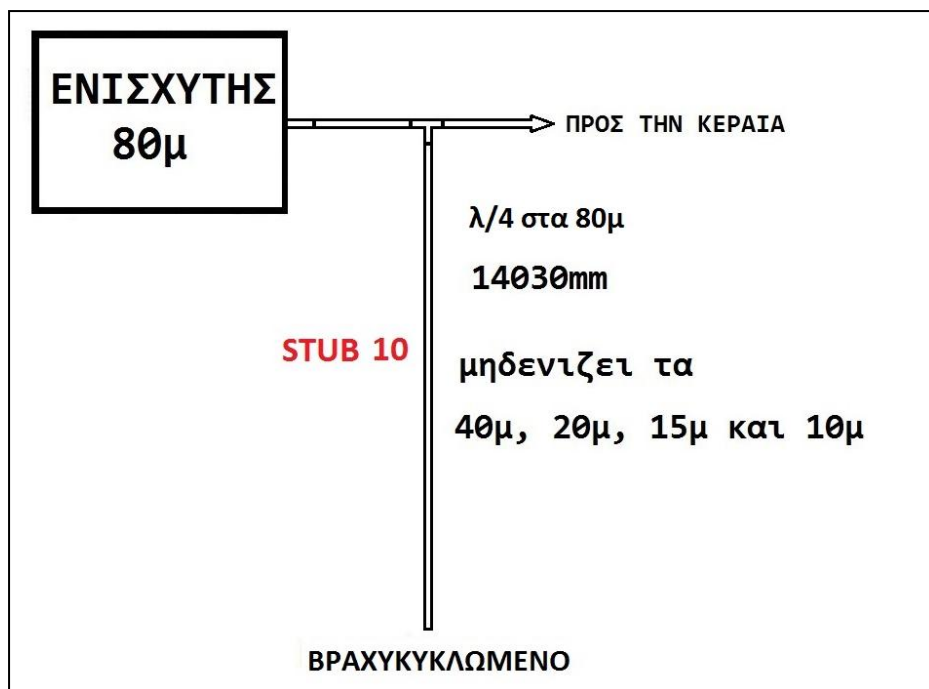 ΕΝΙΣΧΥΤΗΣ
80μ
ΠΡΟΣ ΤΗΝ ΚΕΡΑΙΑ
λ/4 στα 80μ
14030mm
STUB 10
μηδενιζει τα
40μ, 20μ, 15μ και 10μ
ΒΡΑΧΥΚΥΚΛΩΜΕΝΟ